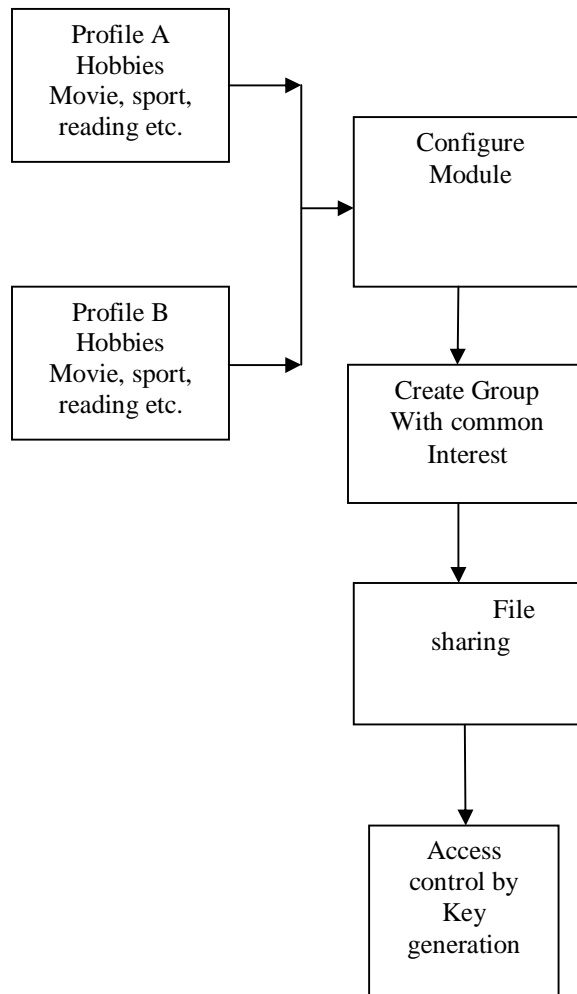 Profile A
Hobbies
Movie, sport,
reading etc.
Configure
Module
Profile B
Hobbies
Movie, sport,
reading etc.
Create Group
With common
Interest
File
sharing
Access
control by
Key
generation